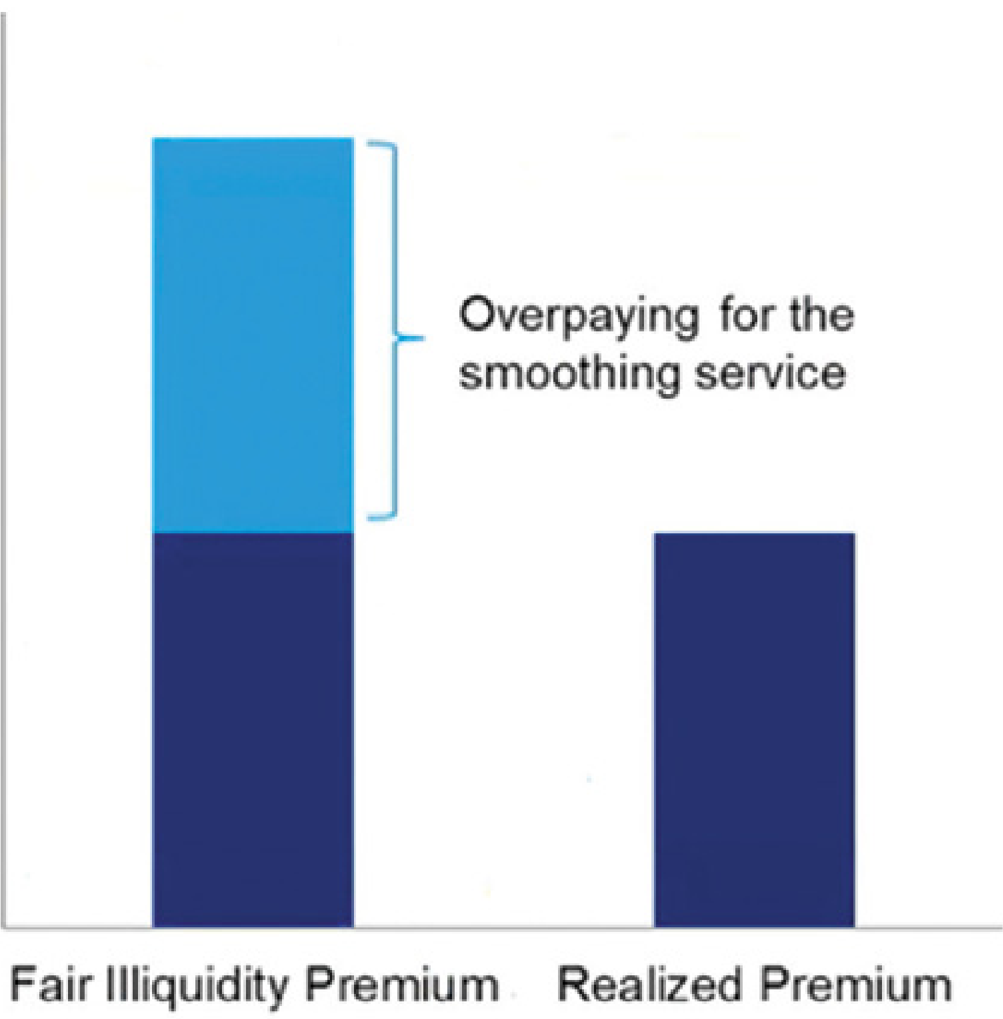 Overpaying for the
smoothing service
Fair Illiquidity Premium
Realized Premium